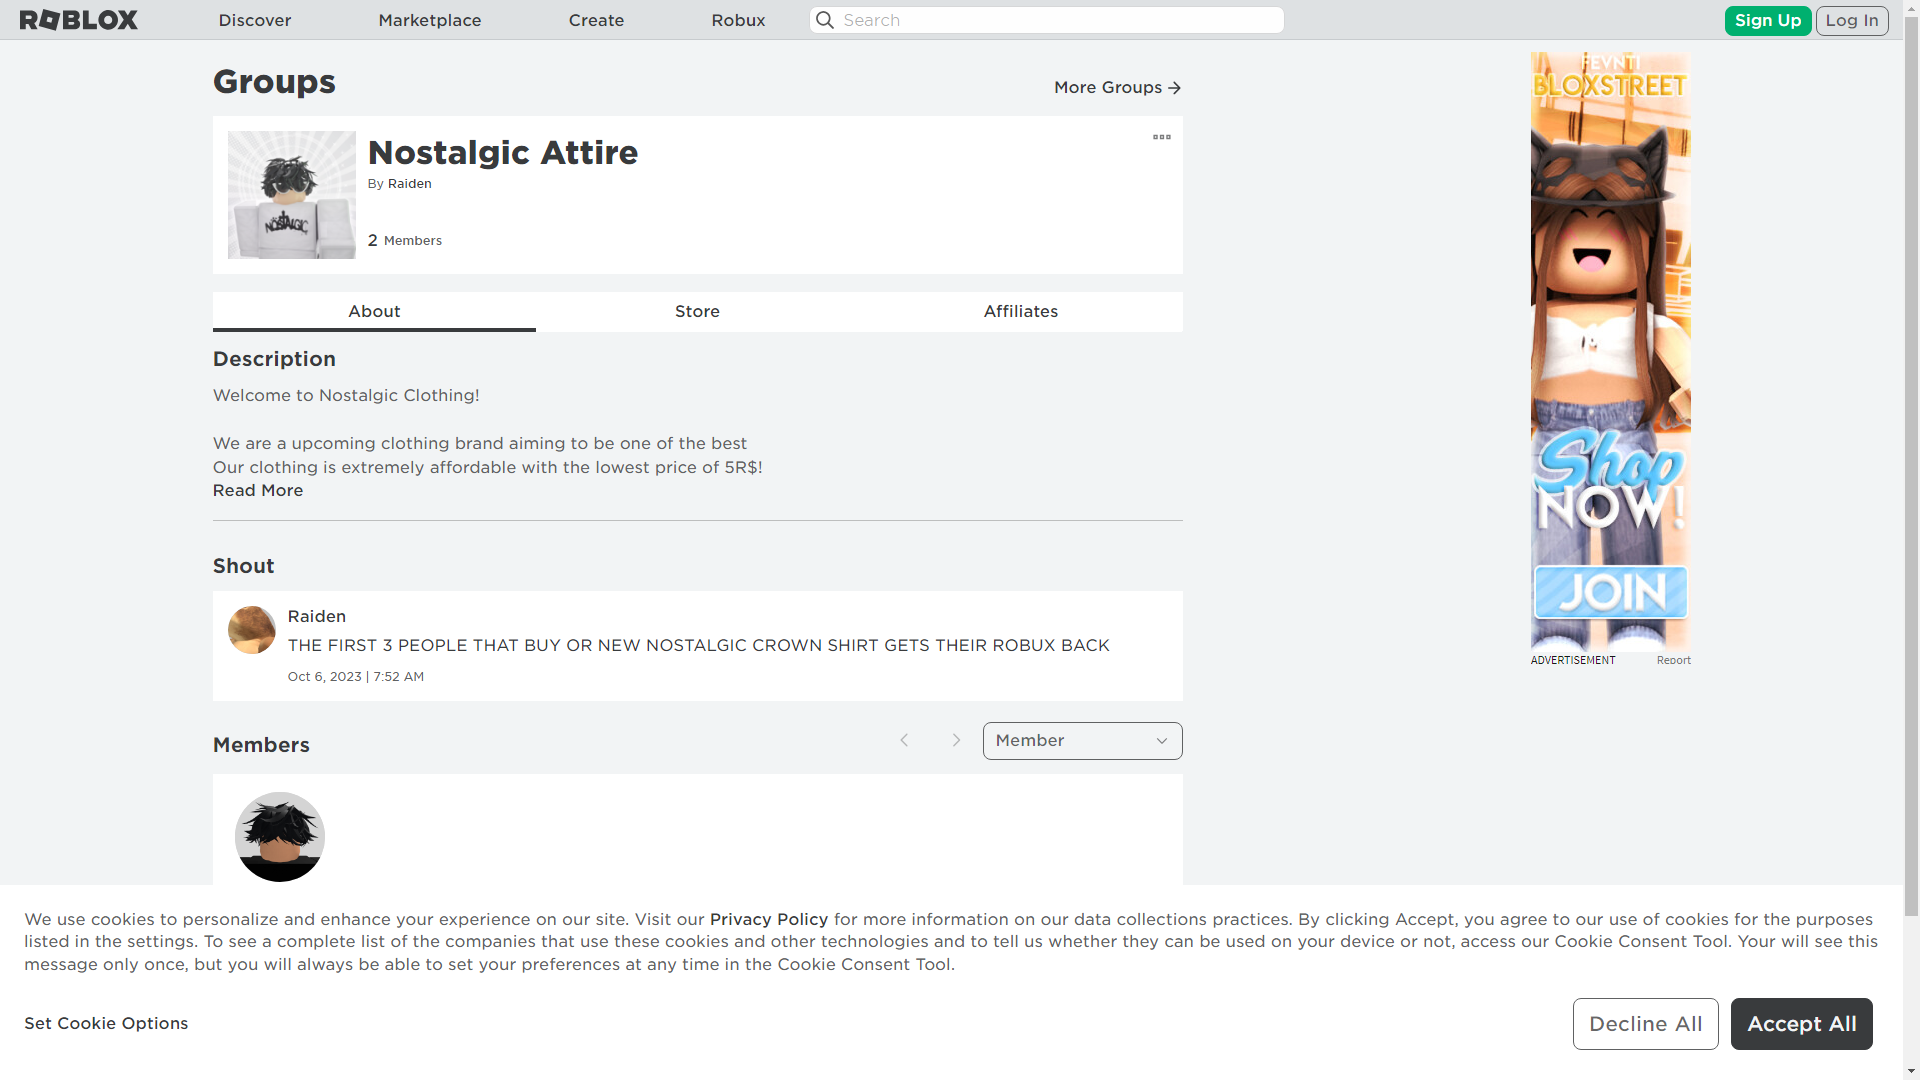 ROBLOX
Discover
Marketplace
Create
Robux
Search
Sign Up
Log In
Groups
More Groups
Nostalgic Attire
By Raiden
2 Members
NOSTALGIC
About
Store
Affiliates
Description
Welcome to Nostalgic Clothing!
We are a upcoming clothing brand aiming to be one of the best
Our clothing is extremely affordable with the lowest price of 5R$!
Read More
Shout
Raiden
THE FIRST 3 PEOPLE THAT BUY OR NEW NOSTALGIC CROWN SHIRT GETS THEIR ROBUX BACK
Oct 6, 2023 | 7:52 AM
Members
Member
FEVNTI
BLOXSTREET
Shop
NOW!
JOIN
ADVERTISEMENT
Report
We use cookies to personalize and enhance your experience on our site. Visit our Privacy Policy for more information on our data collections practices. By clicking Accept, you agree to our use of cookies for the purposes
listed in the settings. To see a complete list of the companies that use these cookies and other technologies and to tell us whether they can be used on your device or not, access our Cookie Consent Tool. Your will see this
message only once, but you will always be able to set your preferences at any time in the Cookie Consent Tool.
Set Cookie Options
Decline All
Accept All